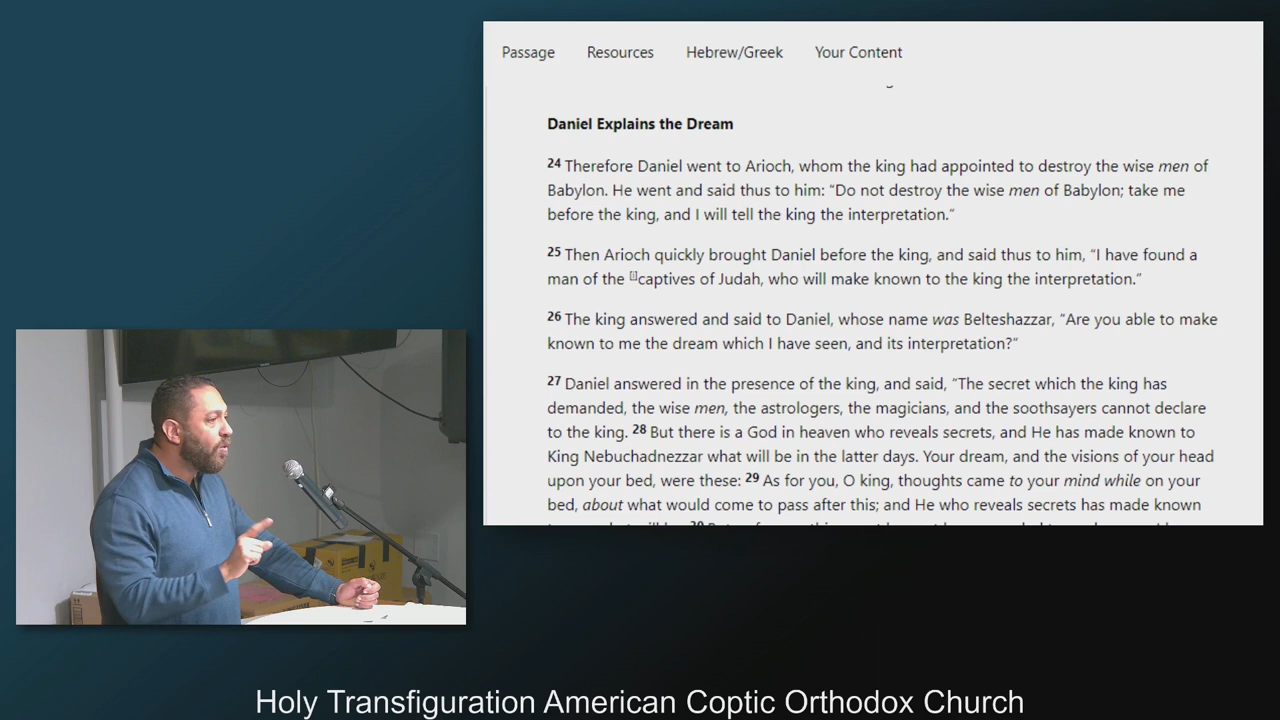 Passage Resources Hebrew/Greek Your Content
Daniel Explains the Dream
24 Therefore Daniel went to Arioch, whom the king had appointed to destroy the wise men of
Babylon. He went and said thus to him: “Do not destroy the wise men of Babylon; take me
before the king, and I will tell the king the interpretation.”
25 Then Arioch quickly brought Daniel before the king, and said thus to him, “I have found a
man of the captives of Judah, who will make known to the king the interpretation.”
26 The king answered and said to Daniel, whose name was Belteshazzar, “Are you able to make
known to me the dream which I have seen, and its interpretation?”
27 Daniel answered in the presence of the king, and said, “The secret which the king has
demanded, the wise men, the astrologers, the magicians, and the soothsayers cannot declare
to the king. 28 But there is a God in heaven who reveals secrets, and He has made known to
King Nebuchadnezzar what will be in the latter days. Your dream, and the visions of your head
upon your bed, were these: 29 As for you, O king, thoughts came to your mind while on your
bed, about what would come to pass after this; and He who reveals secrets has made known
Holy Transfiguration American Coptic Orthodox Church